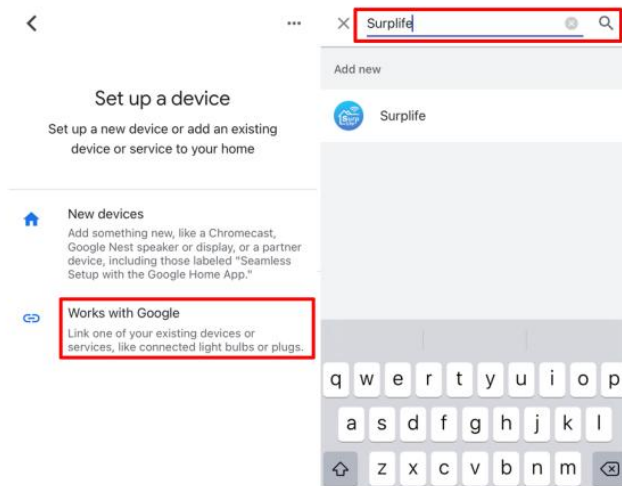 Set up a device
Set up a new device or add an existing
device or service to your home
New devices
Add something new, like a Chromecast,
Google Nest speaker or display, or a partner
device, including those labeled "Seamless
Setup with the Google Home App."
Works with Google
Link one of your existing devices or
services, like connected light bulbs or plugs.
Surplife
Add new
Surplife
q w e r t y u i o p
a s d f g h j k l
z x c v b n m